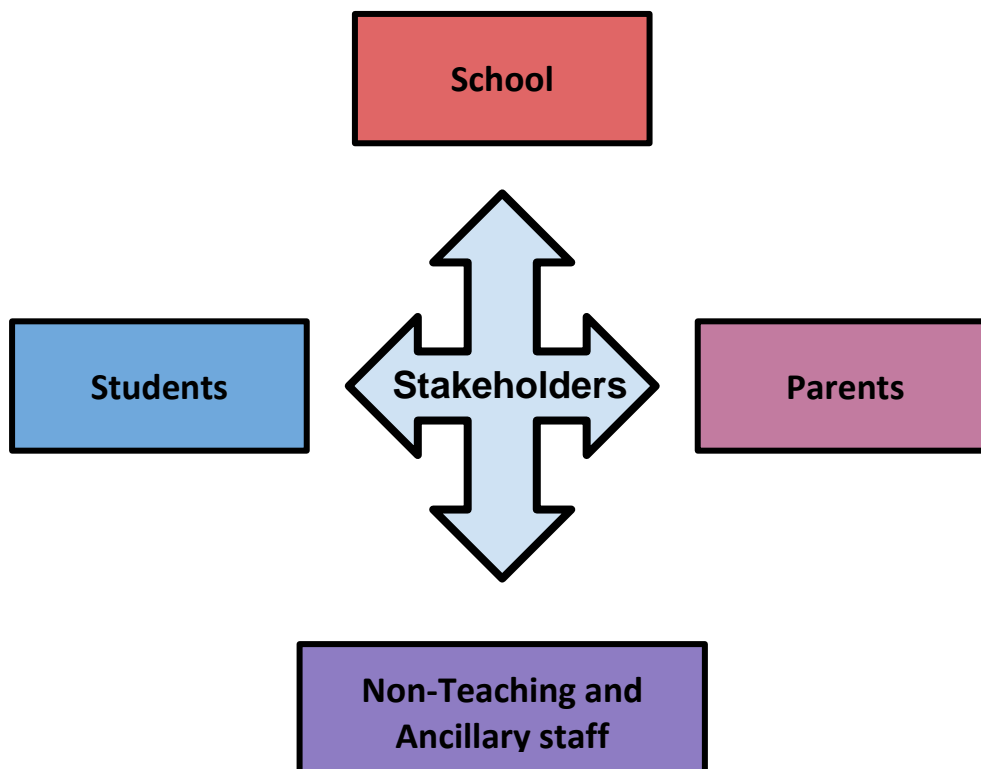 School
Students
Stakeholders
Parents
Non-Teaching and
Ancillary staff